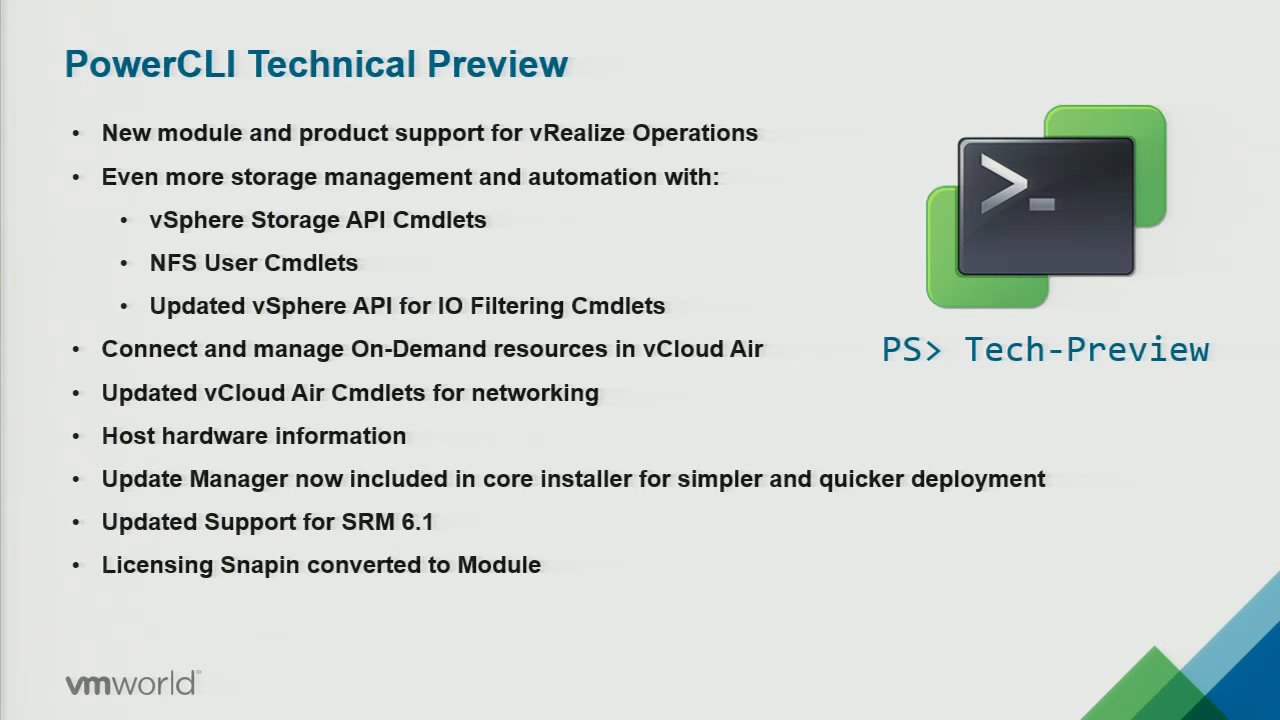 PowerCLI Technical Preview
• New module and product support for vRealize Operations
• Even more storage management and automation with:
• vSphere Storage API Cmdlets
• NFS User Cmdlets
• Updated vSphere API for IO Filtering Cmdlets
• Connect and manage On-Demand resources in vCloud Air
• Updated vCloud Air Cmdlets for networking
• Host hardware information
• Update Manager now included in core installer for simpler and quicker deployment
• Updated Support for SRM 6.1
• Licensing Snapin converted to Module
>_
PS> Tech-Preview
vmworld